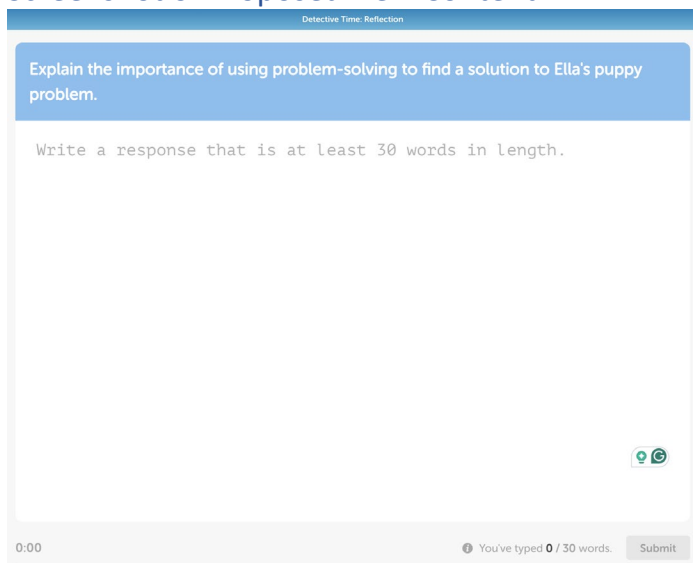 Detective Time: Reflection
Explain the importance of using problem-solving to find a solution to Ella's puppy
problem.
Write a response that is at least 30 words in length.
0:00
You've typed 0 / 30 words.
Submit